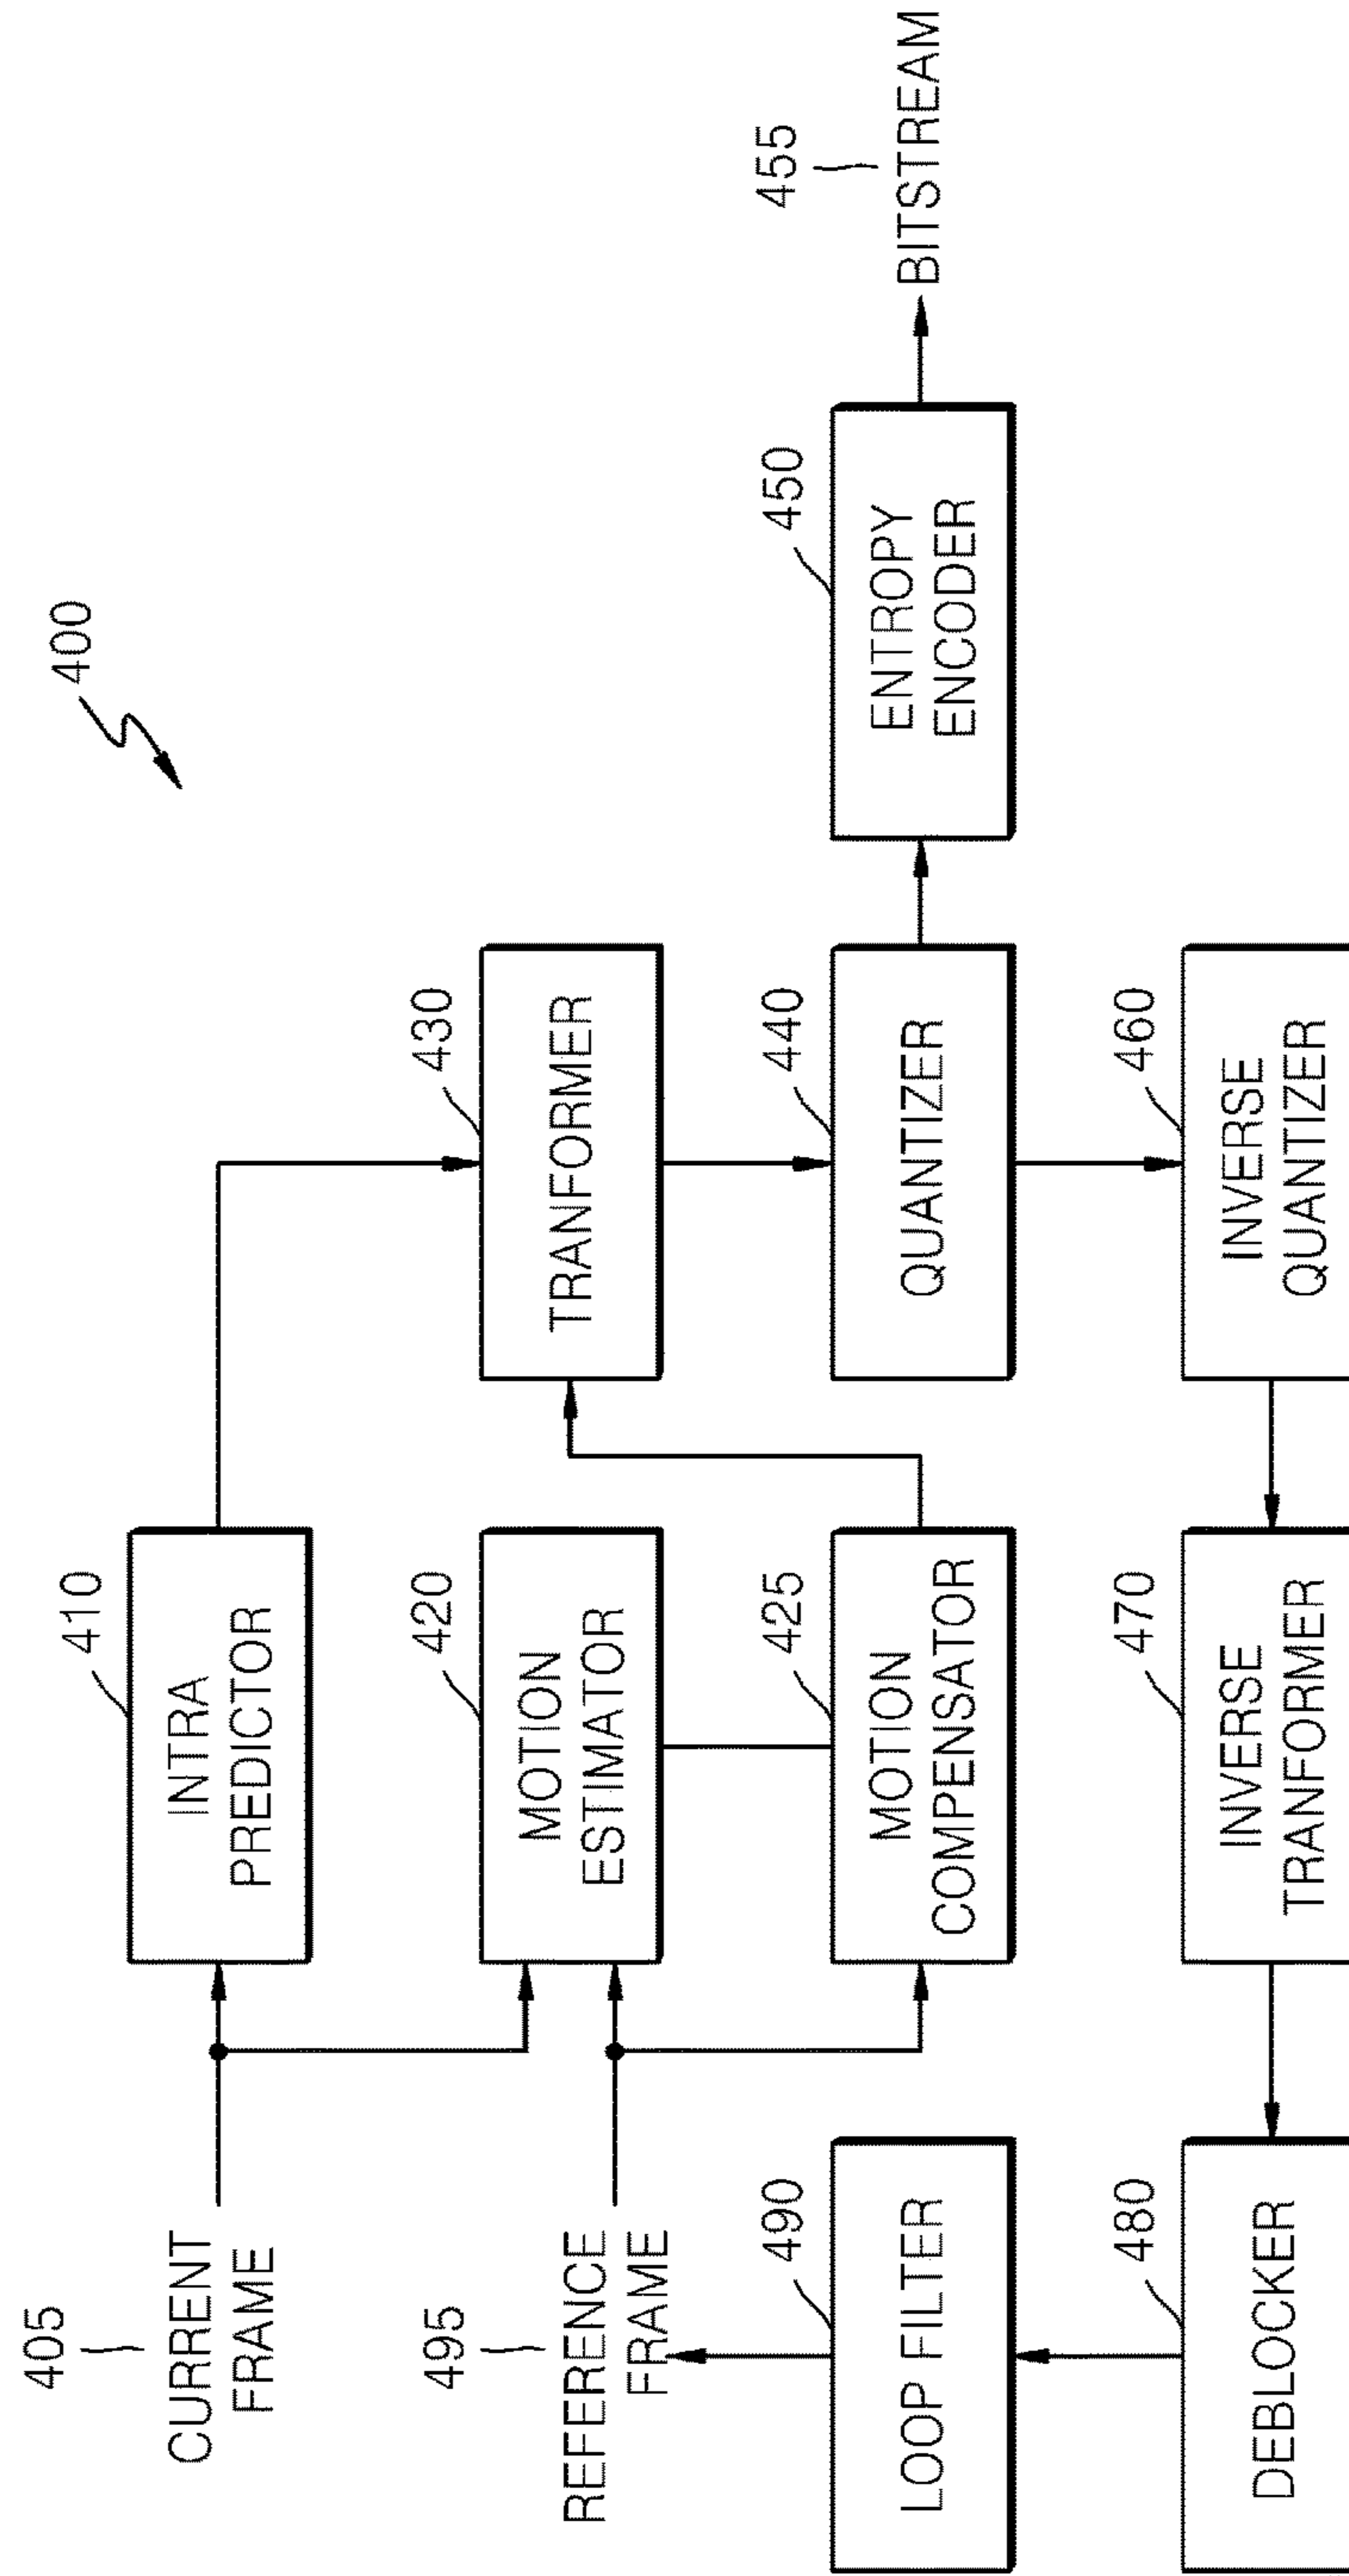 400
405
CURRENT
FRAME
410
INTRA
PREDICTOR
495
REFERENCE
FRAME
420
MOTION
ESTIMATOR
430
TRANFORMER
490
LOOP FILTER
425
MOTION
COMPENSATOR
440
QUANTIZER
450
ENTROPY
ENCODER
455
BITSTREAM
480
DEBLOCKER
470
INVERSE
TRANFORMER
460
INVERSE
QUANTIZER